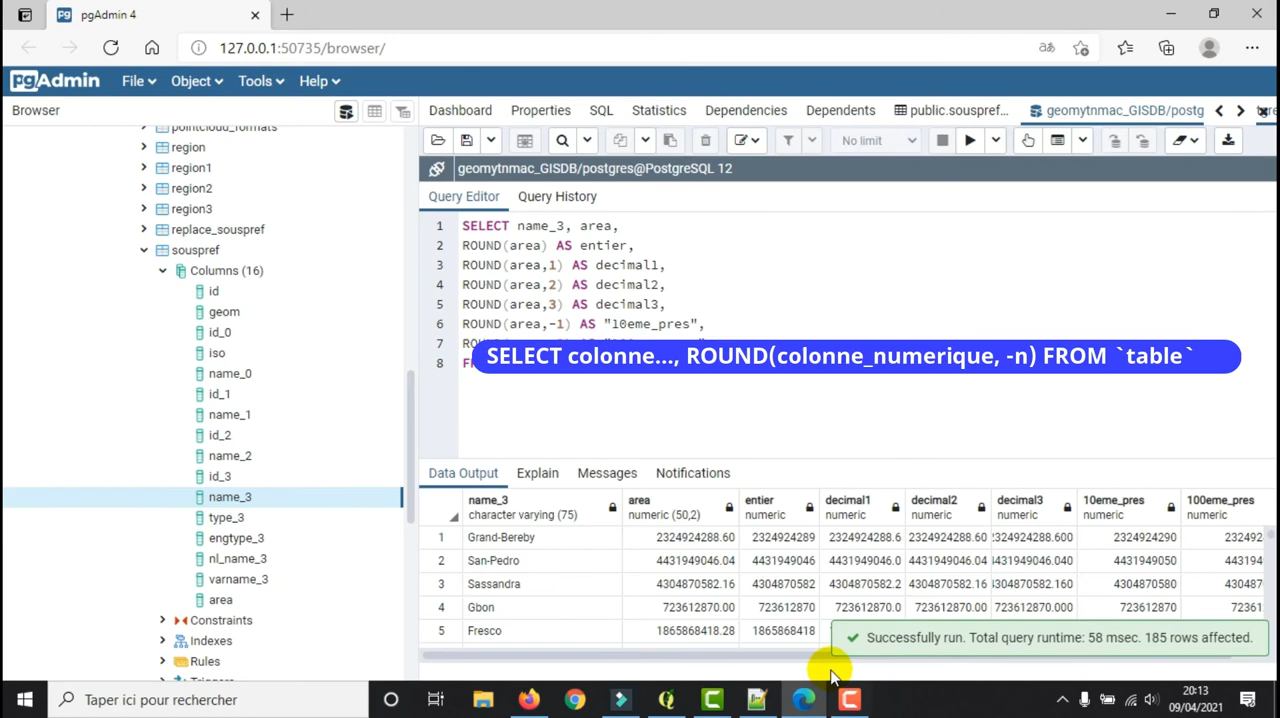 pgAdmin 4
127.0.0.1:50735/browser/
pgAdmin File Object Tools Help
Browser
Dashboard Properties SQL Statistics Dependencies Dependents public.souspref... geomytnmac_GISDB/postg
pointcloud_formats
region
region1
region2
region3
replace_souspref
souspref
Columns (16)
id
geom
id_0
iso
name_0
id_1
name_1
id_2
name_2
id_3
name_3
type_3
engtype_3
nl_name_3
varname_3
area
Constraints
Indexes
Rules
No limit
geomytnmac_GISDB/postgres@PostgreSQL 12
Query Editor Query History
1 SELECT name_3, area,
2 ROUND(area) AS entier,
3 ROUND(area,1) AS decimal1,
4 ROUND(area,2) AS decimal2,
5 ROUND(area,3) AS decimal3,
6 ROUND(area,-1) AS "10eme_pres",
7
8
SELECT colonne..., ROUND(colonne_numerique, -n) FROM `table`
Data Output Explain Messages Notifications
name_3 area entier decimal1 decimal2 decimal3 10eme_pres 100eme_pres
character varying (75) numeric (50,2) numeric numeric numeric numeric numeric numeric
1 Grand-Bereby 2324924288.60 2324924289 2324924288.6 2324924288.60 2324924288.600 2324924290 232492
2 San-Pedro 4431949046.04 4431949046 4431949046.0 4431949046.04 4431949046.040 4431949050 443194
3 Sassandra 4304870582.16 4304870582 4304870582.2 4304870582.16 4304870582.160 4304870580 430487
4 Gbon 723612870.00 723612870 723612870.0 723612870.00 723612870.000 723612870 72361
5 Fresco 1865868418.28 1865868418
Successfully run. Total query runtime: 58 msec. 185 rows affected.
Taper ici pour rechercher
20:13
09/04/2021